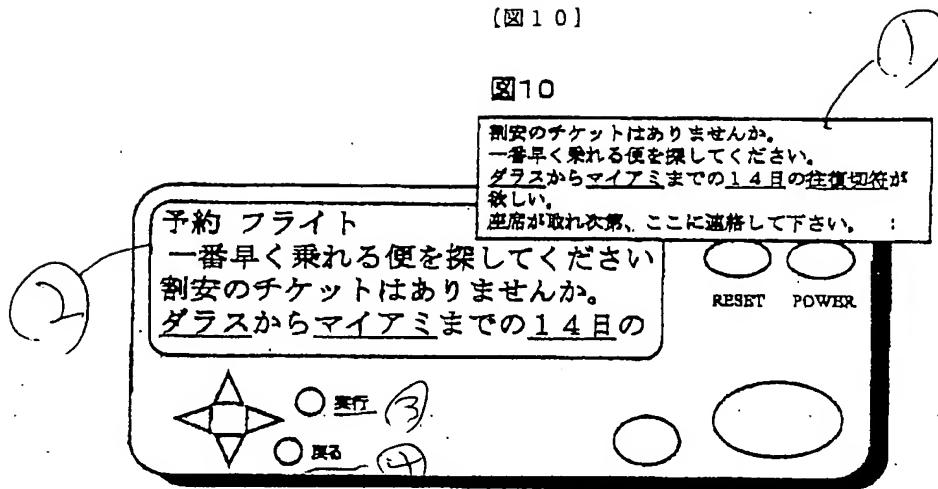 【図１０】
①
図10
割安のチケットはありませんか。
一番早く乗れる便を探してください。
ダラスからマイアミまでの１４日の往復切符が
欲しい。
座席が取れ次第、ここに連絡して下さい。 :
予約 フライト
一番早く乗れる便を探してください
割安のチケットはありませんか。
ダラスからマイアミまでの１４日の
②
RESET POWER
実行 ③
戻る ④